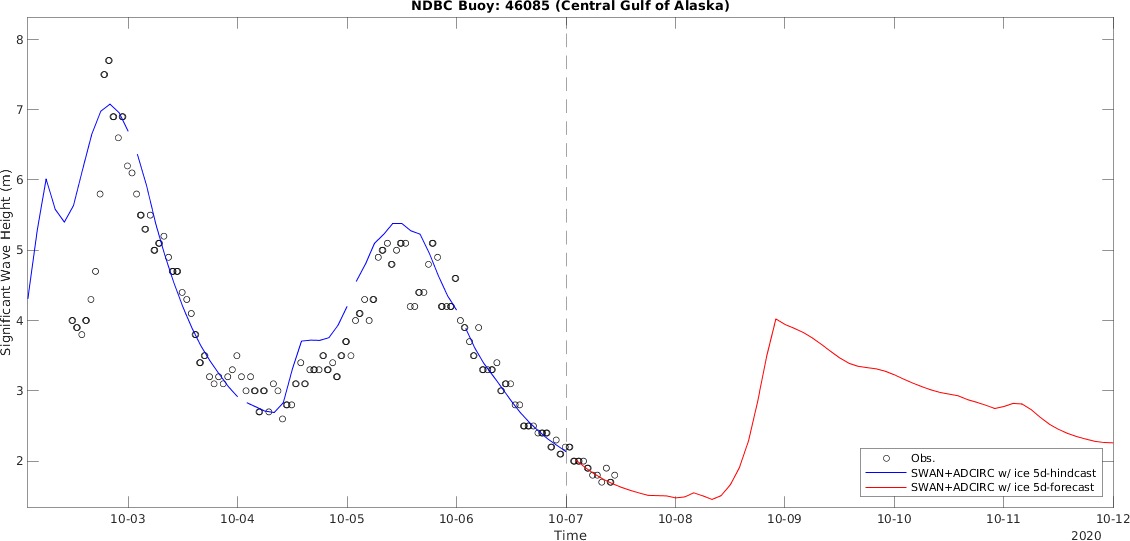 NDBC Buoy: 46085 (Central Gulf of Alaska)
8
7
6
5
4
3
2
Significant Wave Height (m)
Obs.
SWAN+ADCIRC w/ ice 5d-hindcast
SWAN+ADCIRC w/ ice 5d-forecast
10-03 10-04 10-05 10-06 10-07 10-08 10-09 10-10 10-11 10-12
Time
2020